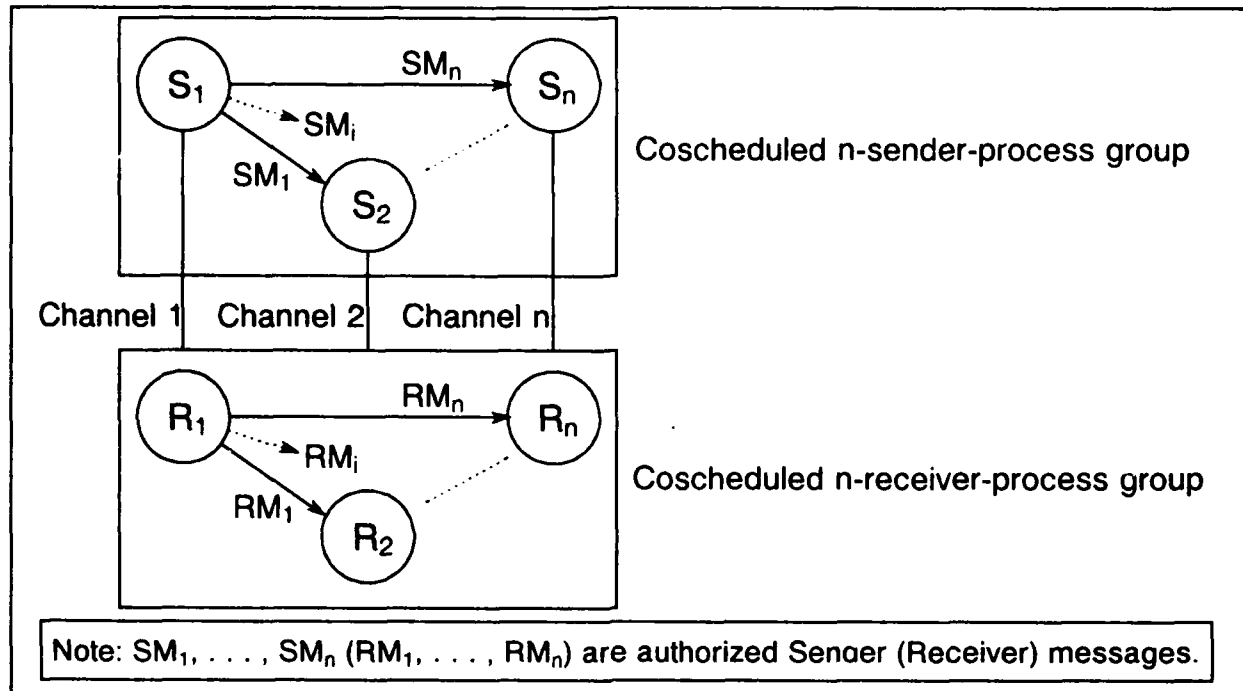 SMₙ
S₁
Sₙ
SMᵢ
Coscheduled n-sender-process group
SM₁
S₂
Channel 1
Channel 2
Channel n
RMₙ
R₁
Rₙ
RMᵢ
Coscheduled n-receiver-process group
RM₁
R₂
Note: SM₁, . . . , SMₙ (RM₁, . . . , RMₙ) are authorized Sender (Receiver) messages.